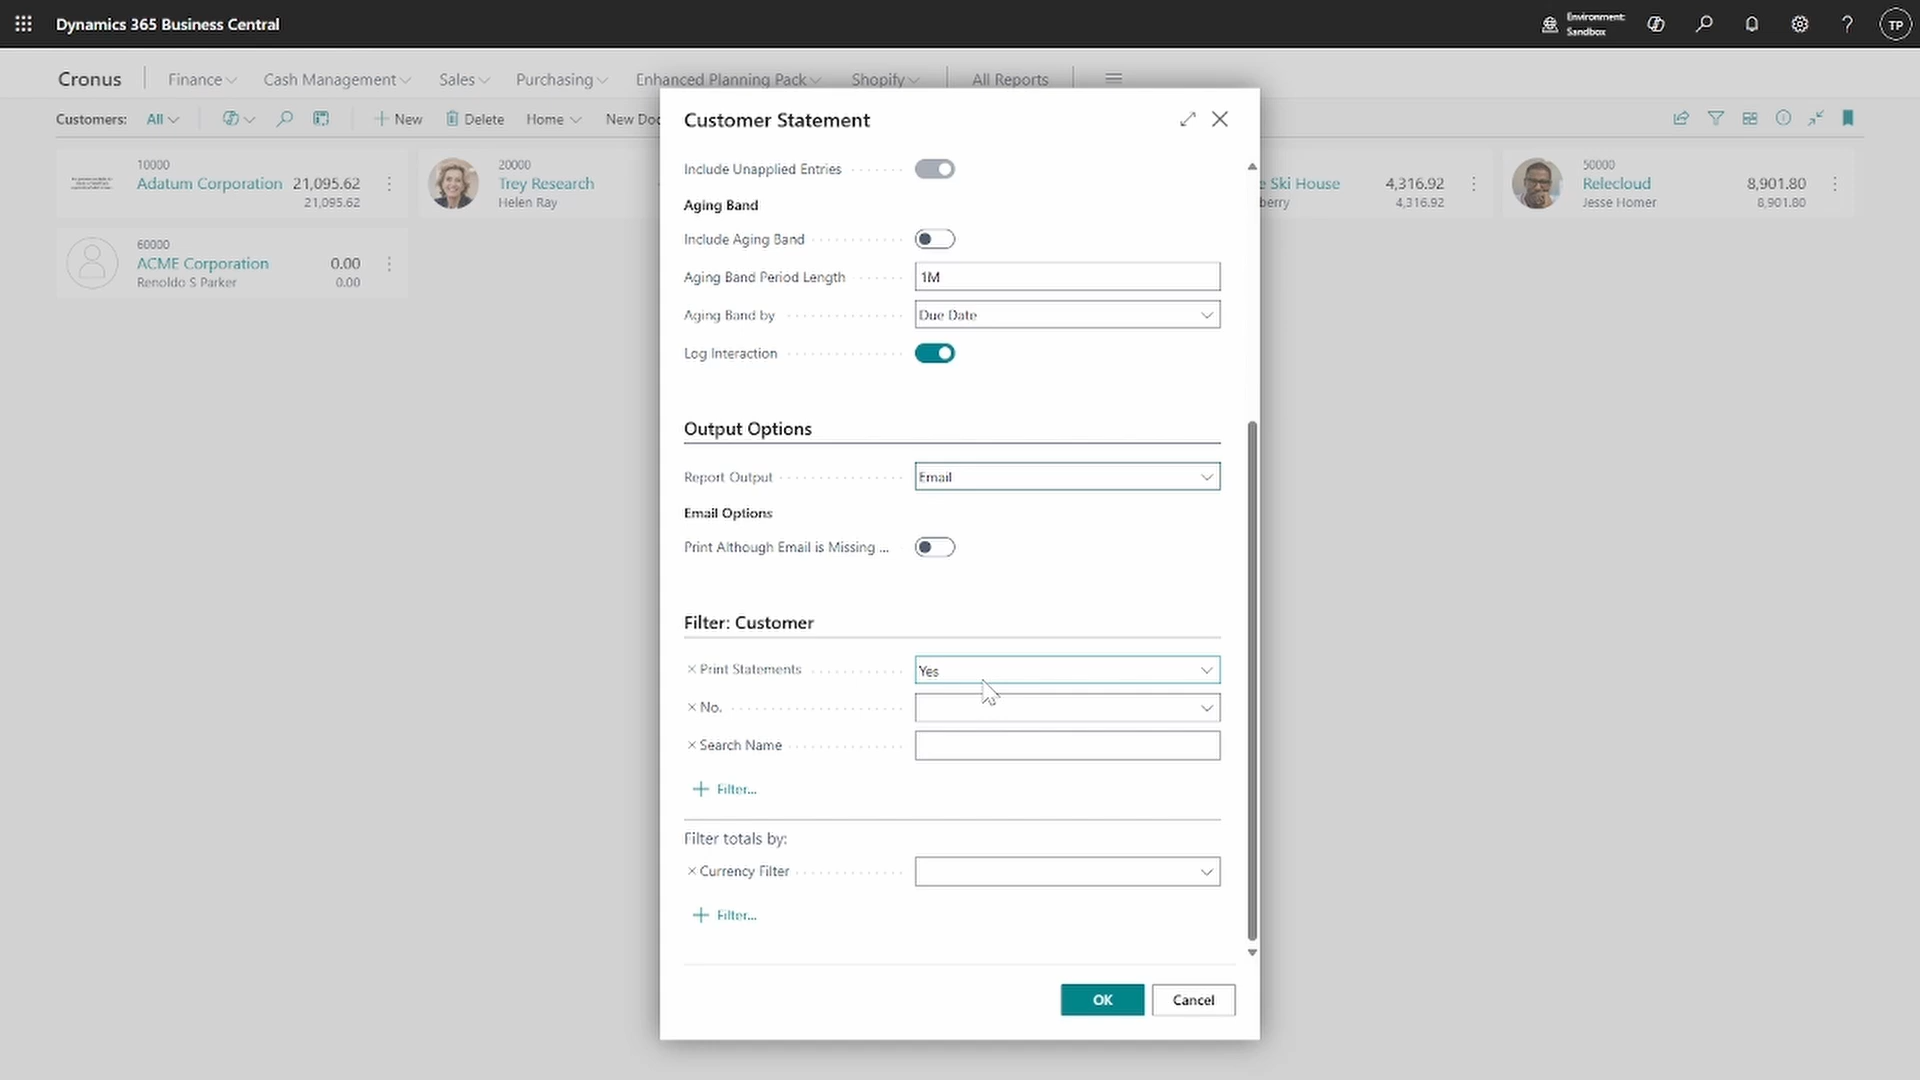 Dynamics 365 Business Central
Environment:
Sandbox
TP
Cronus Finance Cash Management Sales Purchasing Enhanced Planning Pack Shopify All Reports
Customers: All New Delete Home New Doc
10000
Adatum Corporation 21,095.62
21,095.62
20000
Trey Research
Helen Ray
e Ski House 4,316.92
berry 4,316.92
50000
Relecloud 8,901.80
Jesse Homer 8,901.80
60000
ACME Corporation 0.00
Renoldo S Parker 0.00
Customer Statement
Include Unapplied Entries
Aging Band
Include Aging Band
Aging Band Period Length 1M
Aging Band by Due Date
Log Interaction
Output Options
Report Output Email
Email Options
Print Although Email is Missing ...
Filter: Customer
× Print Statements Yes
× No.
× Search Name
+ Filter...
Filter totals by:
× Currency Filter
+ Filter...
OK Cancel